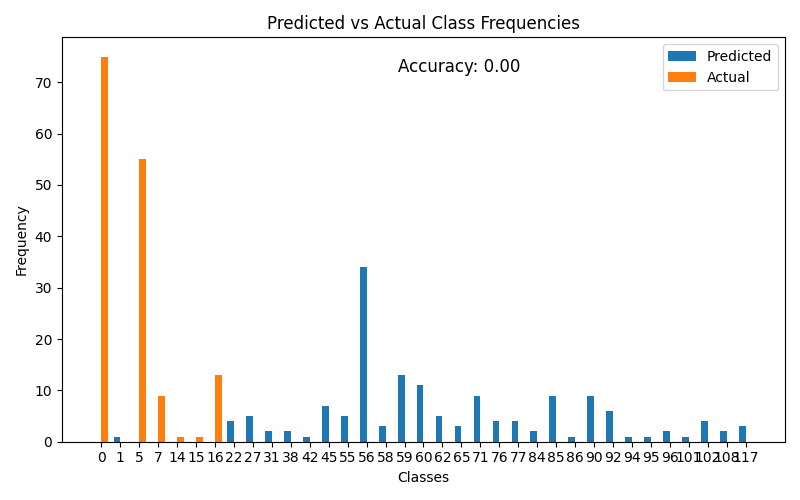 Predicted vs Actual Class Frequencies
Accuracy: 0.00
Predicted
Actual
Frequency
70
60
50
40
30
20
10
0
0 1 5 7 14 15 16 22 27 31 38 42 45 55 56 58 59 60 62 65 71 76 77 84 85 86 90 92 94 95 96 101 102 108 117
Classes